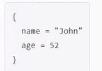 {
name = "John"
age = 52
}